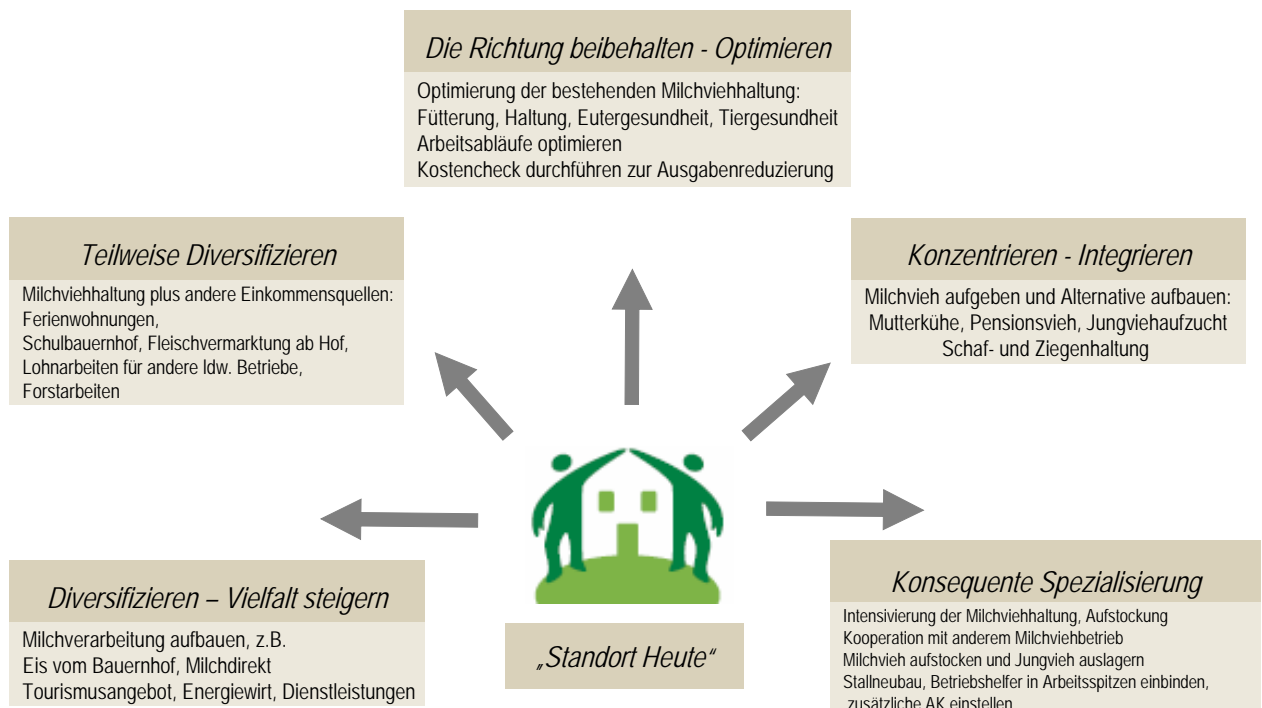 Die Richtung beibehalten - Optimieren
Optimierung der bestehenden Milchviehhaltung:
Fütterung, Haltung, Eutergesundheit, Tiergesundheit
Arbeitsabläufe optimieren
Kostencheck durchführen zur Ausgabenreduzierung
Teilweise Diversifizieren
Milchviehhaltung plus andere Einkommensquellen:
Ferienwohnungen,
Schulbauernhof, Fleischvermarktung ab Hof,
Lohnarbeiten für andere ldw. Betriebe,
Forstarbeiten
Konzentrieren - Integrieren
Milchvieh aufgeben und Alternative aufbauen:
Mutterkühe, Pensionsvieh, Jungviehaufzucht
Schaf- und Ziegenhaltung
Diversifizieren – Vielfalt steigern
Milchverarbeitung aufbauen, z.B.
Eis vom Bauernhof, Milchdirekt
Tourismusangebot, Energiewirt, Dienstleistungen
„Standort Heute“
Konsequente Spezialisierung
Intensivierung der Milchviehhaltung, Aufstockung
Kooperation mit anderem Milchviehbetrieb
Milchvieh aufstocken und Jungvieh auslagern
Stallneubau, Betriebshelfer in Arbeitsspitzen einbinden,
zusätzliche AK einstellen